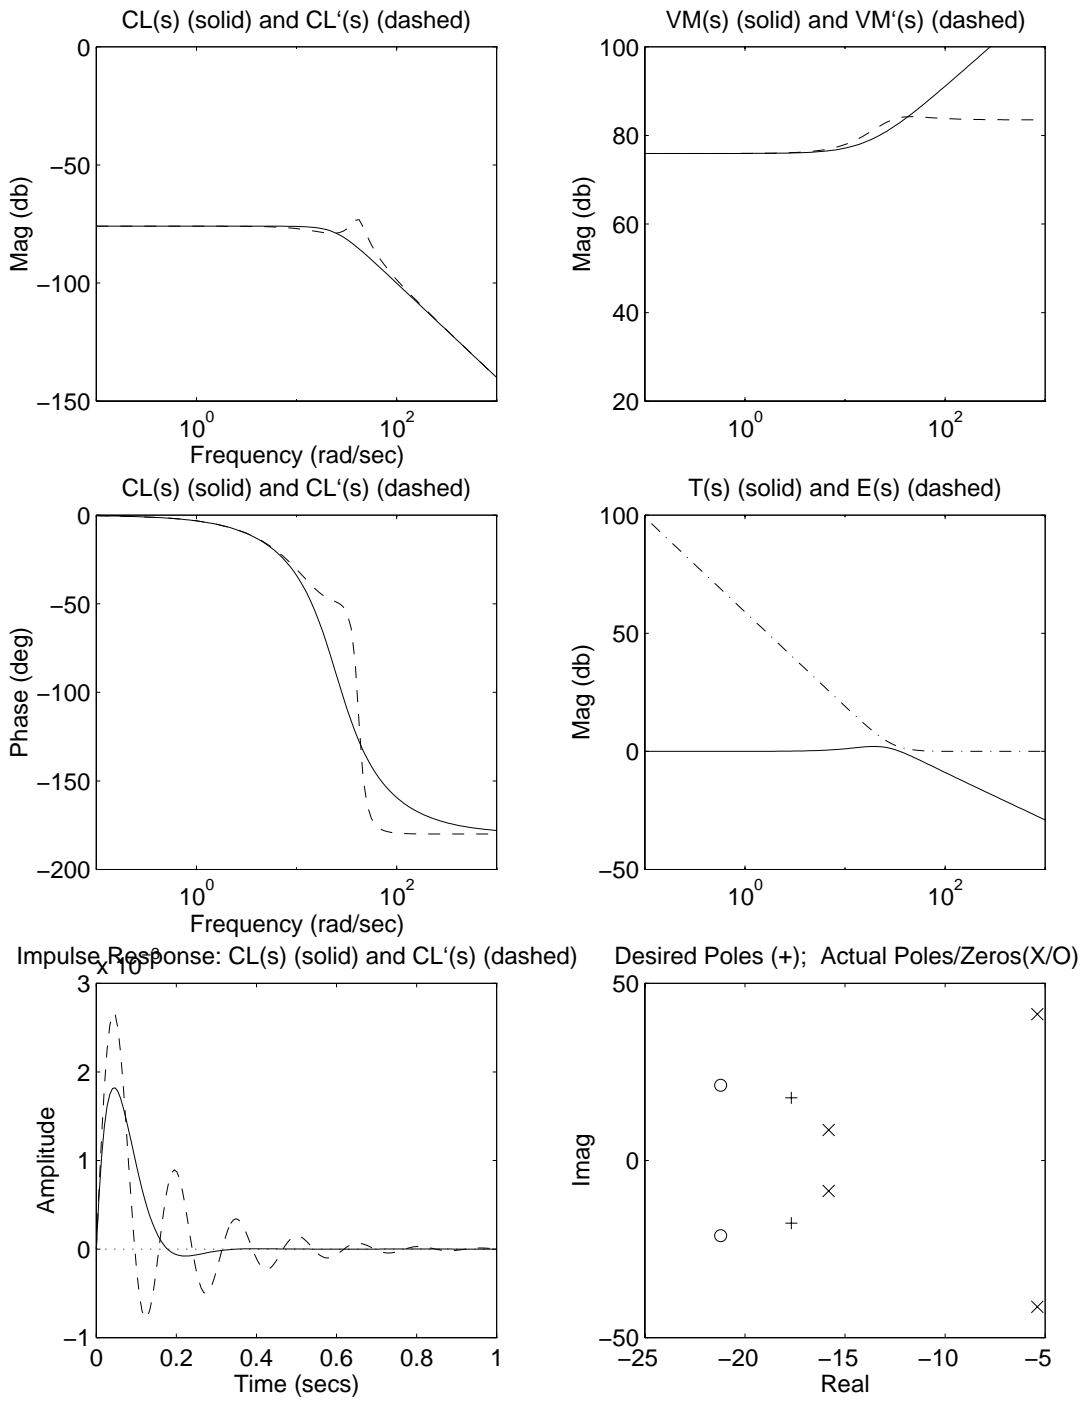 CL(s) (solid) and CL‘(s) (dashed)
0
−50
−100
−150
Mag (db)
10^0
10^2
Frequency (rad/sec)
VM(s) (solid) and VM‘(s) (dashed)
100
80
60
40
20
Mag (db)
10^0
10^2
CL(s) (solid) and CL‘(s) (dashed)
0
−50
−100
−150
−200
Phase (deg)
10^0
10^2
Frequency (rad/sec)
T(s) (solid) and E(s) (dashed)
100
50
0
−50
Mag (db)
10^0
10^2
Impulse Response: CL(s) (solid) and CL‘(s) (dashed)
3
2
1
0
−1
Amplitude
0
0.2
0.4
0.6
0.8
1
Time (secs)
Desired Poles (+); Actual Poles/Zeros(X/O)
50
0
−50
Imag
−25
−20
−15
−10
−5
Real